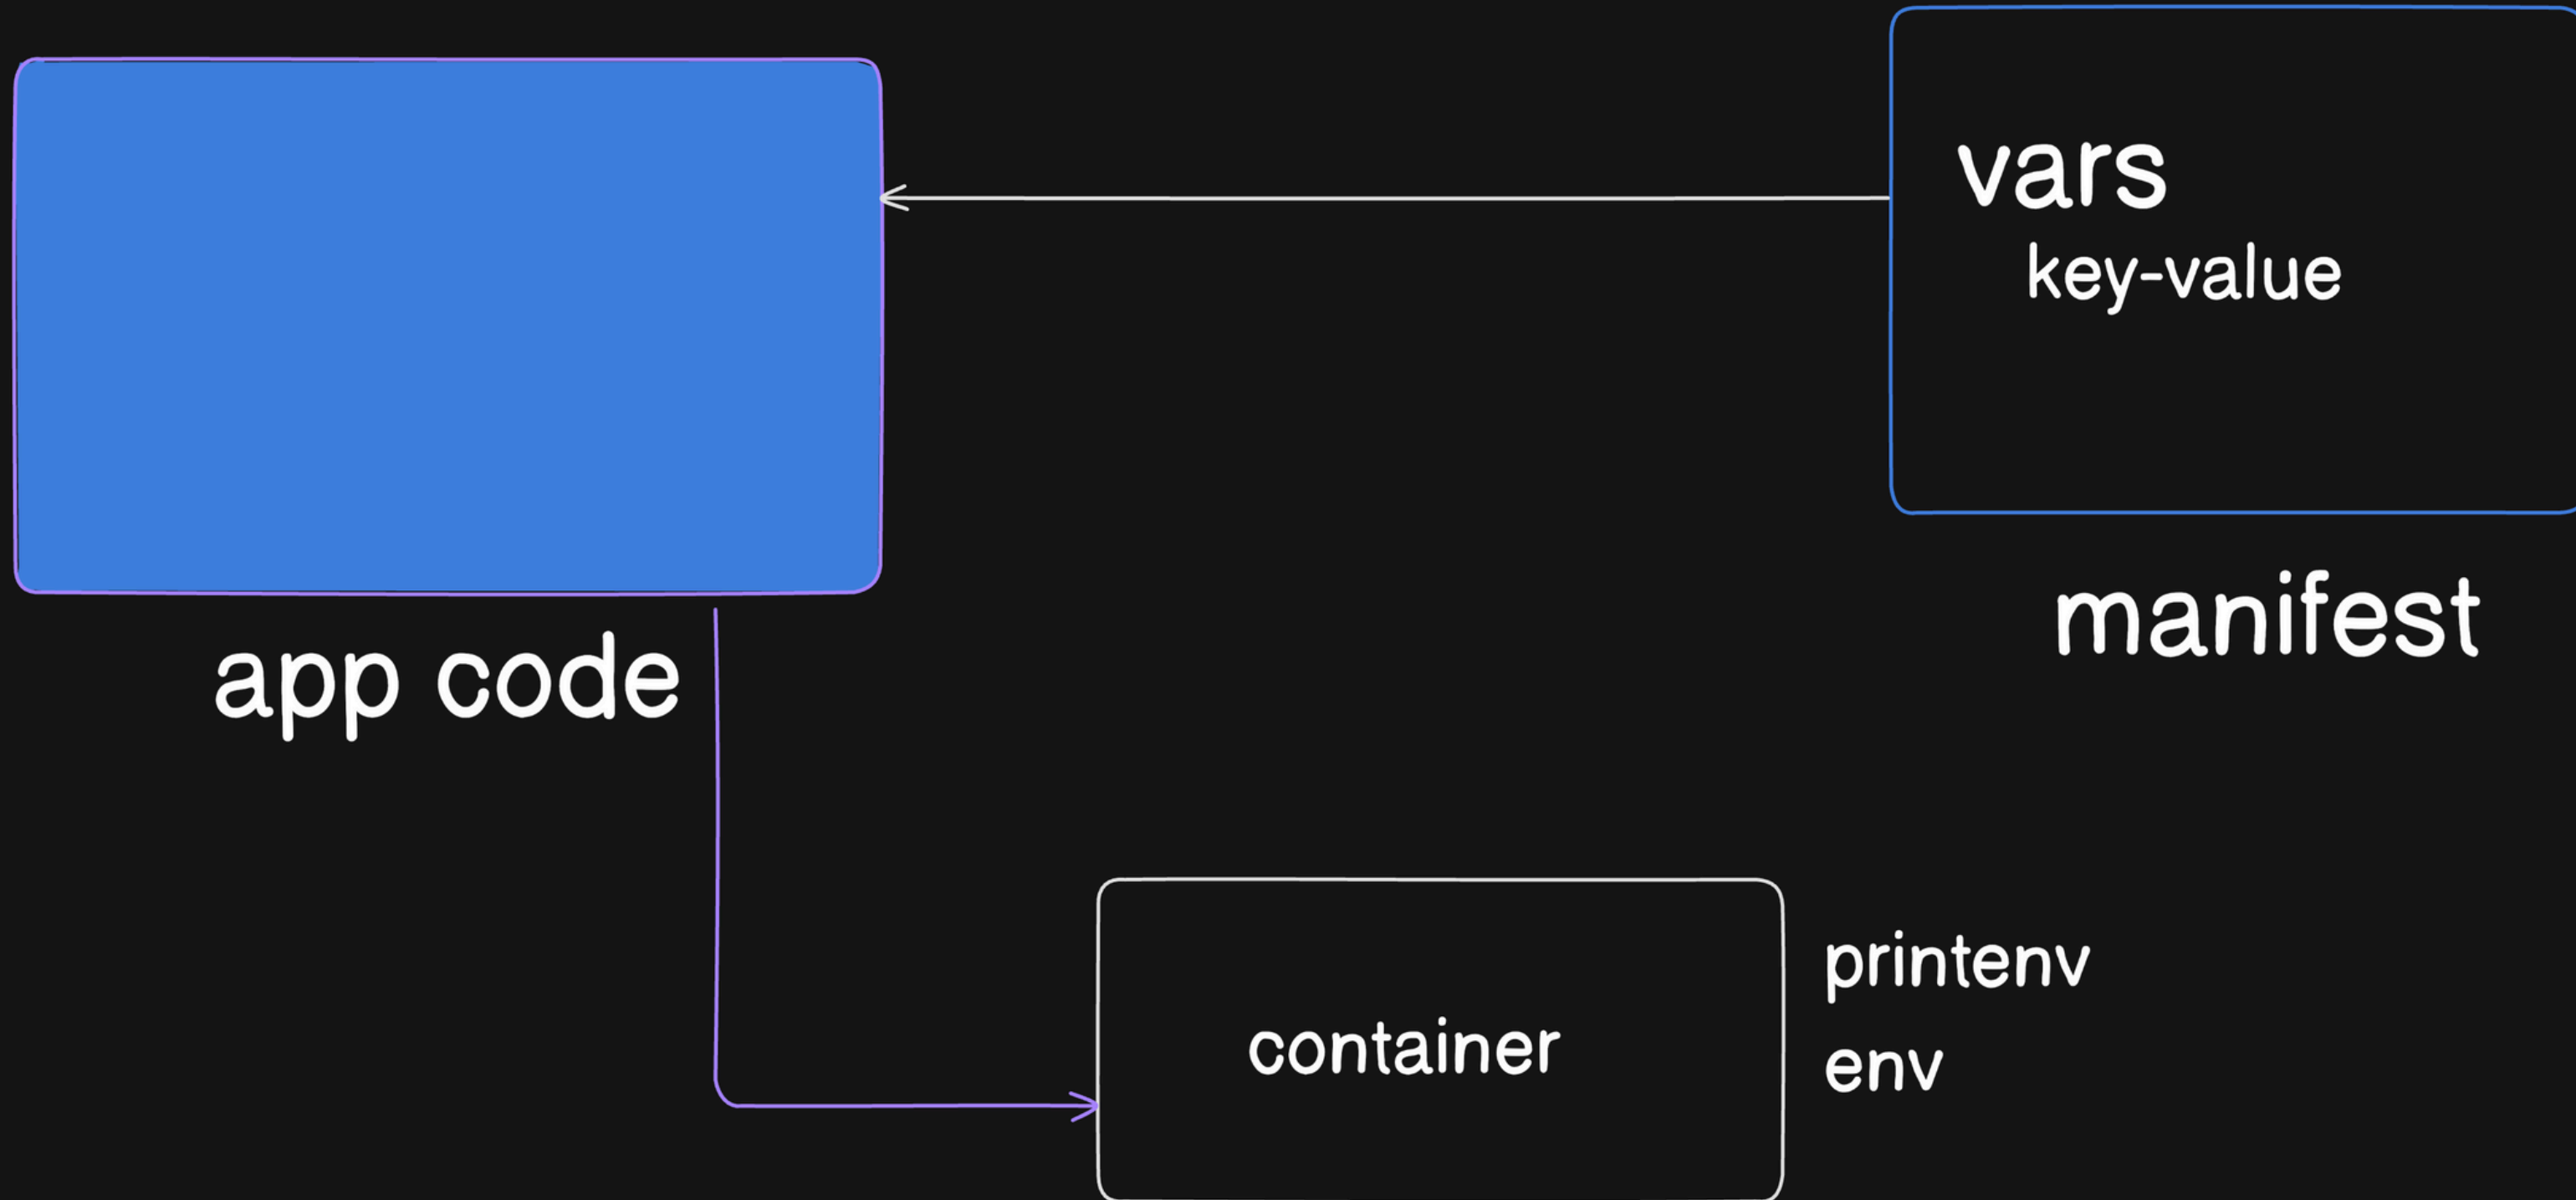 vars
key-value
manifest
app code
container
printenv
env